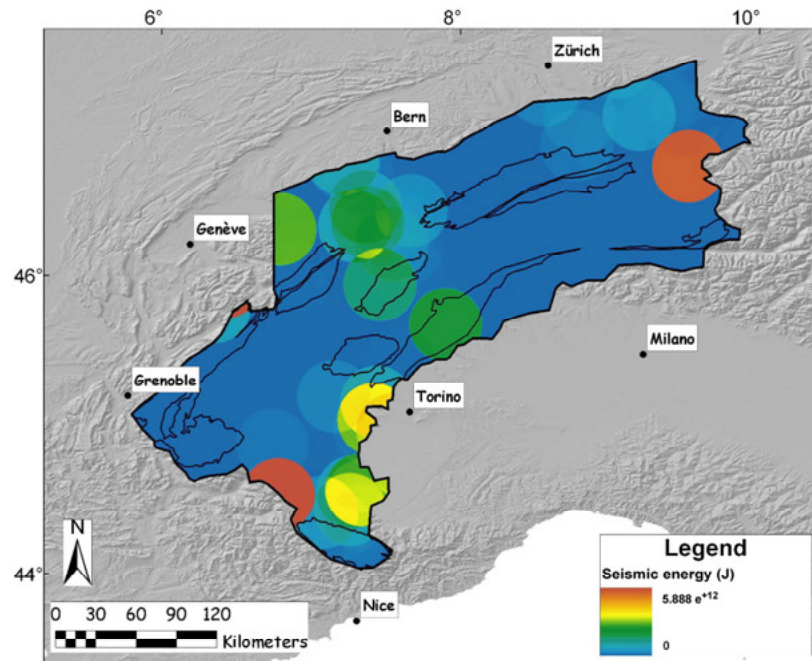 6° 8° 10°
Zürich
Bern
Genève
46°
Milano
Grenoble
Torino
44°
N
Nice
0 30 60 90 120
Kilometers
Legend
Seismic energy (J)
5.888 e+12
0